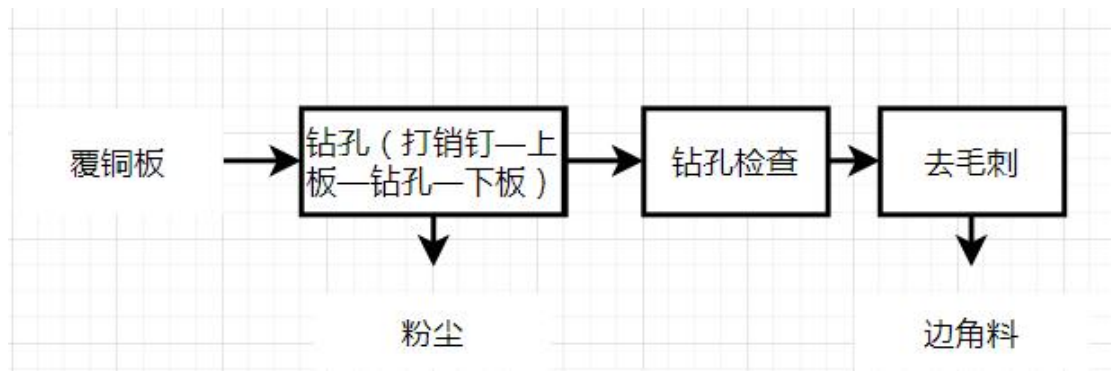 覆铜板
钻孔（打销钉—上
板—钻孔—下板）
钻孔检查
去毛刺
粉尘
边角料